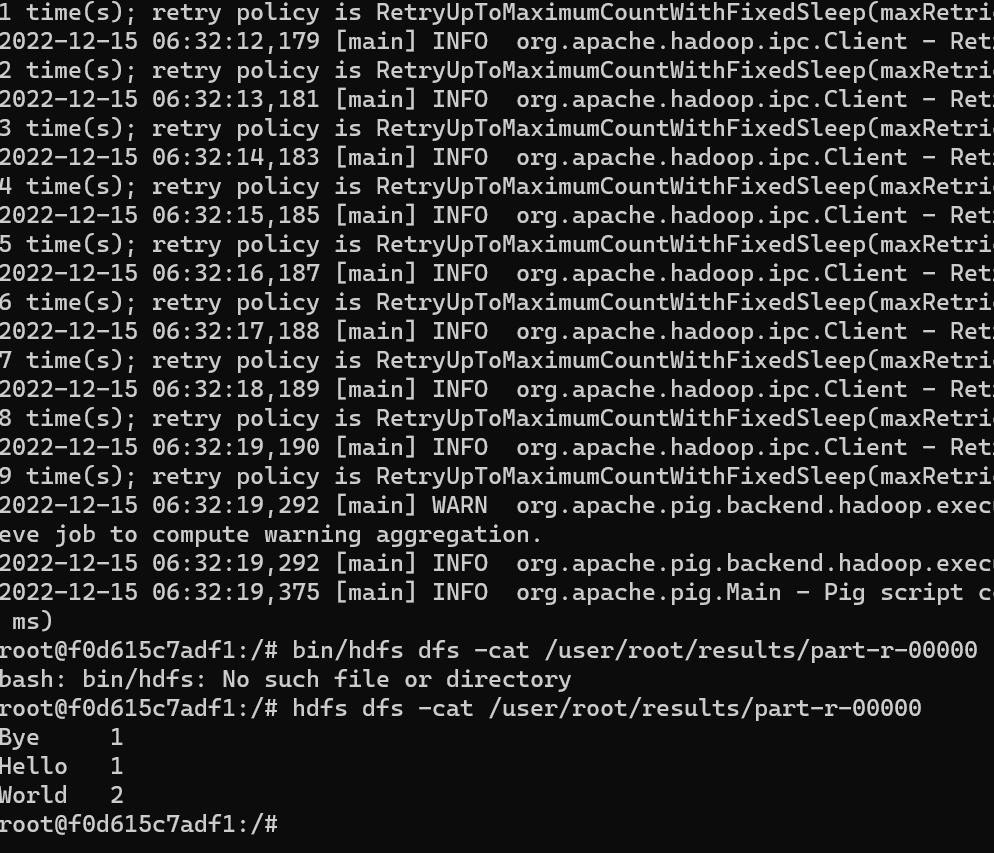 1 time(s); retry policy is RetryUpToMaximumCountWithFixedSleep(maxRetri
2022-12-15 06:32:12,179 [main] INFO  org.apache.hadoop.ipc.Client - Ret
2 time(s); retry policy is RetryUpToMaximumCountWithFixedSleep(maxRetri
2022-12-15 06:32:13,181 [main] INFO  org.apache.hadoop.ipc.Client - Ret
3 time(s); retry policy is RetryUpToMaximumCountWithFixedSleep(maxRetri
2022-12-15 06:32:14,183 [main] INFO  org.apache.hadoop.ipc.Client - Ret
4 time(s); retry policy is RetryUpToMaximumCountWithFixedSleep(maxRetri
2022-12-15 06:32:15,185 [main] INFO  org.apache.hadoop.ipc.Client - Ret
5 time(s); retry policy is RetryUpToMaximumCountWithFixedSleep(maxRetri
2022-12-15 06:32:16,187 [main] INFO  org.apache.hadoop.ipc.Client - Ret
6 time(s); retry policy is RetryUpToMaximumCountWithFixedSleep(maxRetri
2022-12-15 06:32:17,188 [main] INFO  org.apache.hadoop.ipc.Client - Ret
7 time(s); retry policy is RetryUpToMaximumCountWithFixedSleep(maxRetri
2022-12-15 06:32:18,189 [main] INFO  org.apache.hadoop.ipc.Client - Ret
8 time(s); retry policy is RetryUpToMaximumCountWithFixedSleep(maxRetri
2022-12-15 06:32:19,190 [main] INFO  org.apache.hadoop.ipc.Client - Ret
9 time(s); retry policy is RetryUpToMaximumCountWithFixedSleep(maxRetri
2022-12-15 06:32:19,292 [main] WARN  org.apache.pig.backend.hadoop.exec
eve job to compute warning aggregation.
2022-12-15 06:32:19,292 [main] INFO  org.apache.pig.backend.hadoop.exec
2022-12-15 06:32:19,375 [main] INFO  org.apache.pig.Main - Pig script c
 ms)
root@f0d615c7adf1:/# bin/hdfs dfs -cat /user/root/results/part-r-00000
bash: bin/hdfs: No such file or directory
root@f0d615c7adf1:/# hdfs dfs -cat /user/root/results/part-r-00000
Bye     1
Hello   1
World   2
root@f0d615c7adf1:/#